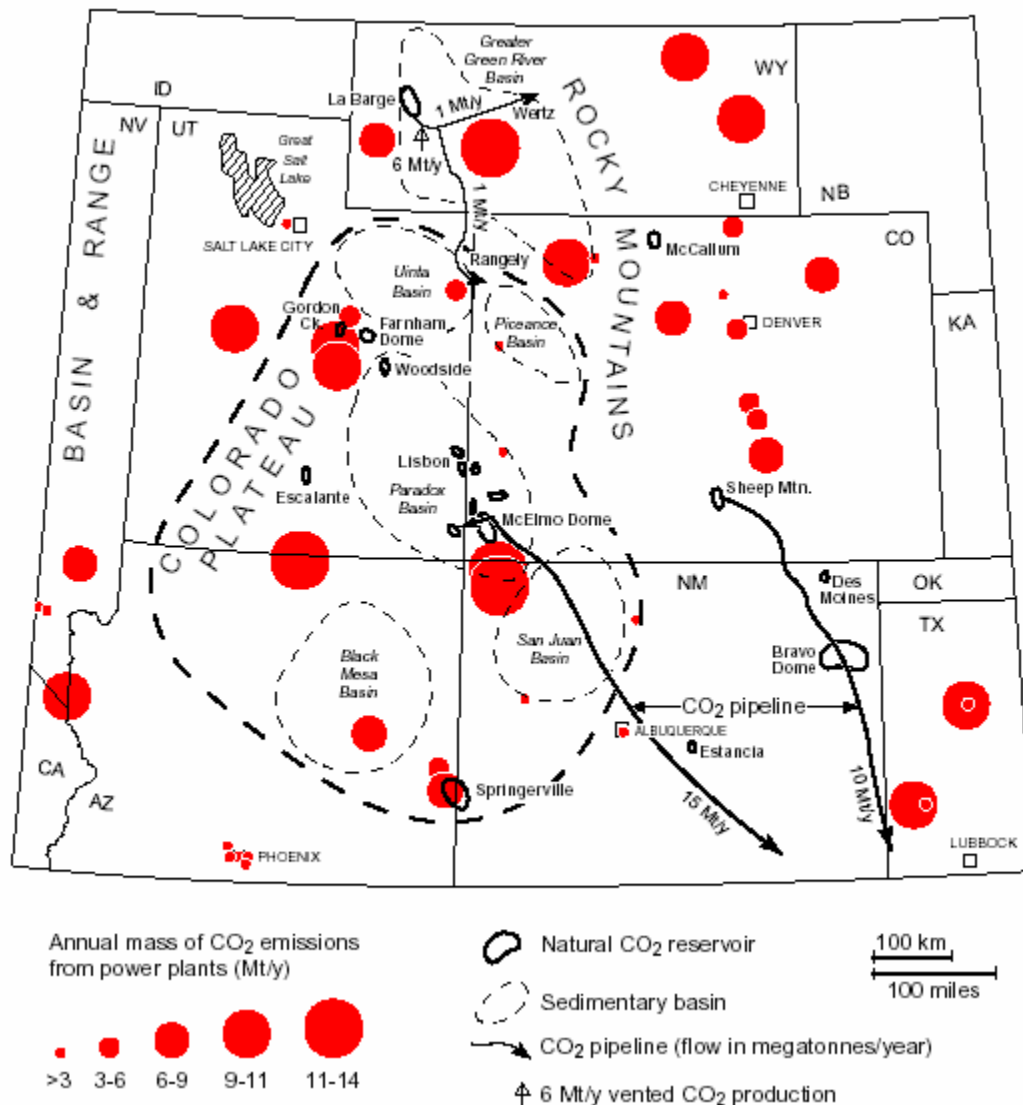 Greater
Green River
Basin
WY
ID
La Barge
1 Mt/y
Wertz
ROCKY
NV
UT
Great
Salt
Lake
6 Mt/y
BASIN & RANGE
CHEYENNE
NB
1 Mt/y
SALT LAKE CITY
McCallum
CO
MOUNTAINS
Rangely
Uinta
Basin
Gordon
Ck.
Farnham
Dome
Piceance
Basin
DENVER
KA
Woodside
COLORADO
PLATEAU
Lisbon
Escalante
Paradox
Basin
Sheep Mtn.
McElmo Dome
NM
Des
Moines
OK
TX
San Juan
Basin
Black
Mesa
Basin
Bravo
Dome
CO2 pipeline
ALBUQUERQUE
Estancia
CA
AZ
Springerville
15 Mt/y
10 Mt/y
PHOENIX
LUBBOCK
Annual mass of CO2 emissions
from power plants (Mt/y)
>3 3-6 6-9 9-11 11-14
Natural CO2 reservoir
Sedimentary basin
CO2 pipeline (flow in megatonnes/year)
6 Mt/y vented CO2 production
100 km
100 miles